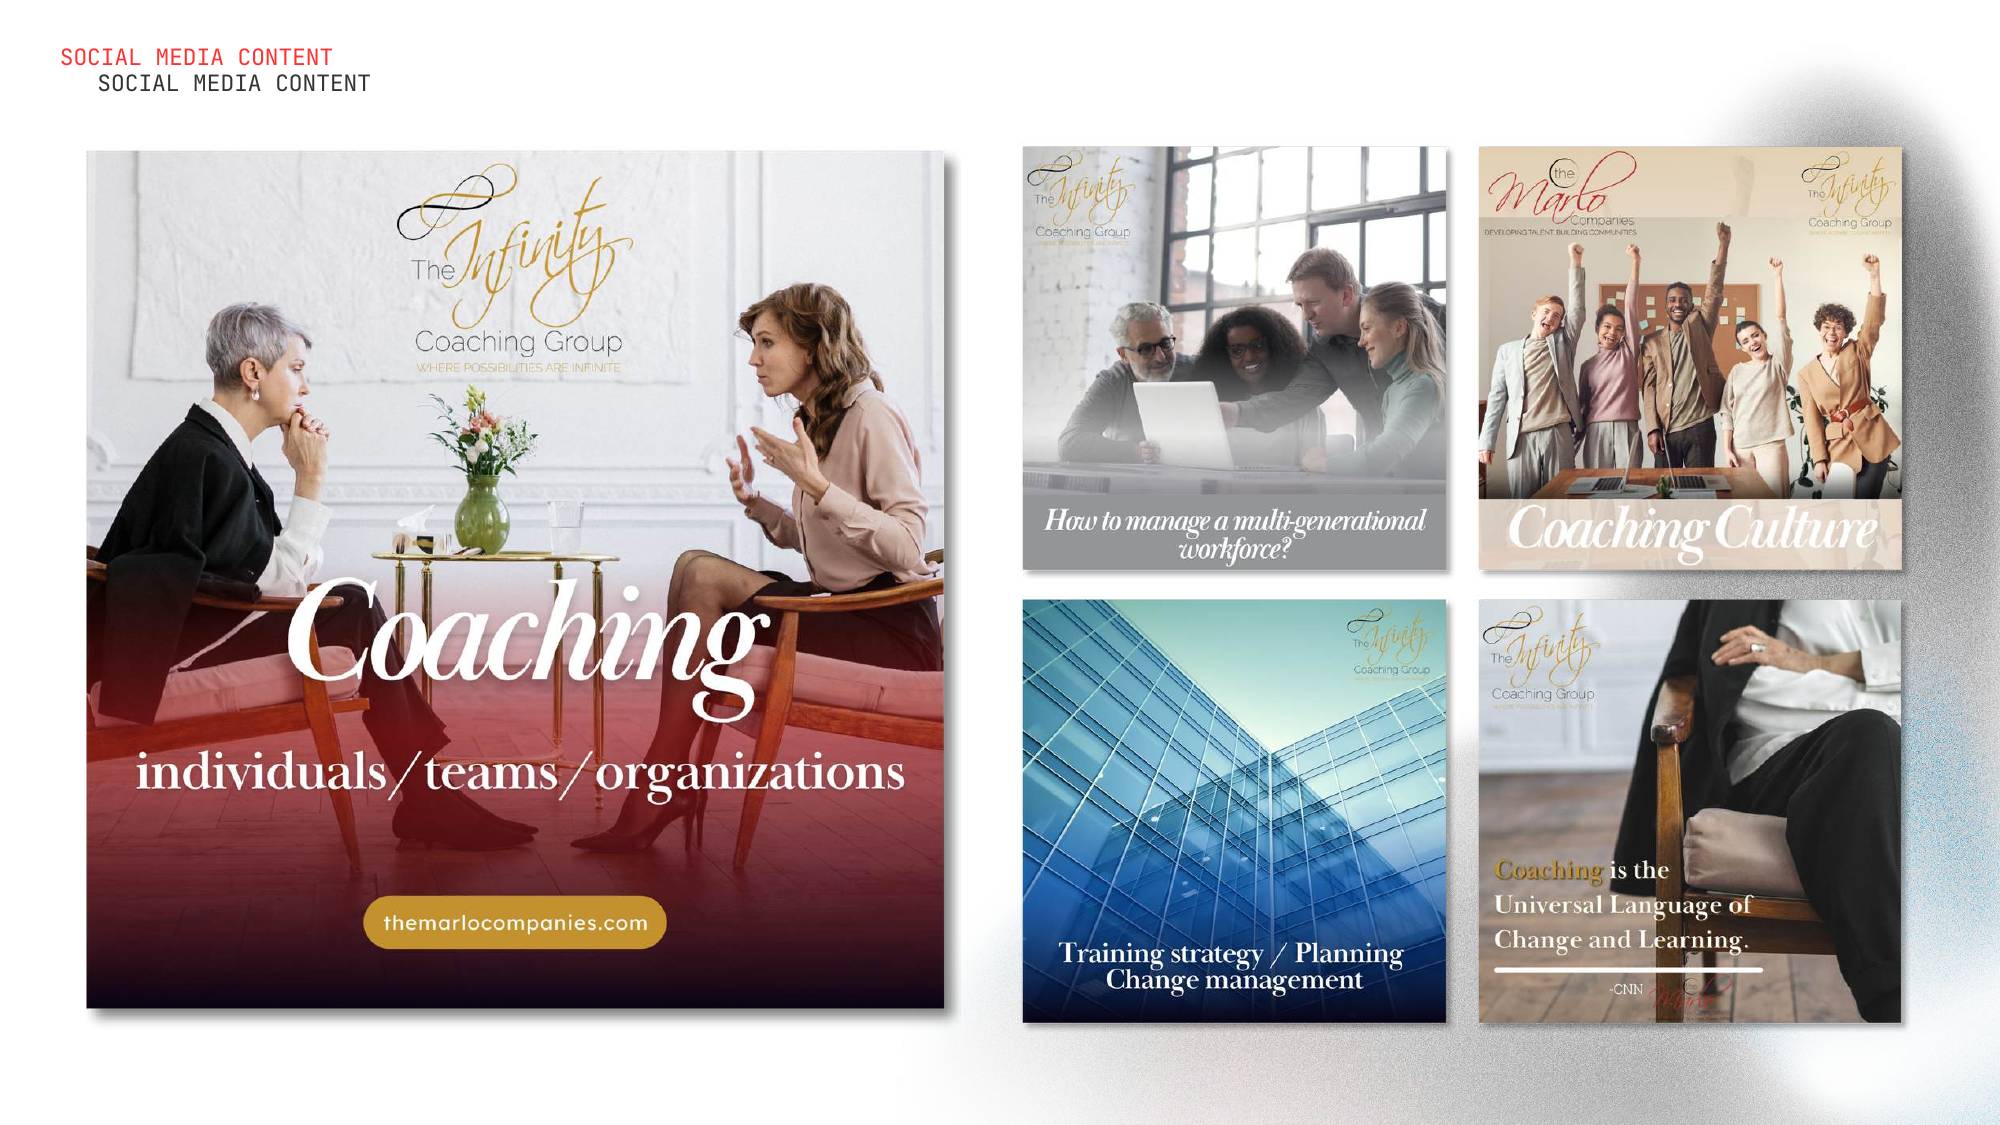 SOCIAL MEDIA CONTENT
SOCIAL MEDIA CONTENT
The Infinity
Coaching Group
WHERE POSSIBILITIES ARE INFINITE
Coaching
individuals/teams/organizations
themarlocompanies.com
The Infinity
Coaching Group
How to manage a multi-generational
workforce?
the
Marlo
Companies
DEVELOPING TALENT. BUILDING COMMUNITIES
The Infinity
Coaching Group
Coaching Culture
The Infinity
Coaching Group
Training strategy / Planning
Change management
The Infinity
Coaching Group
Coaching is the
Universal Language of
Change and Learning.
-CNN
Marlo